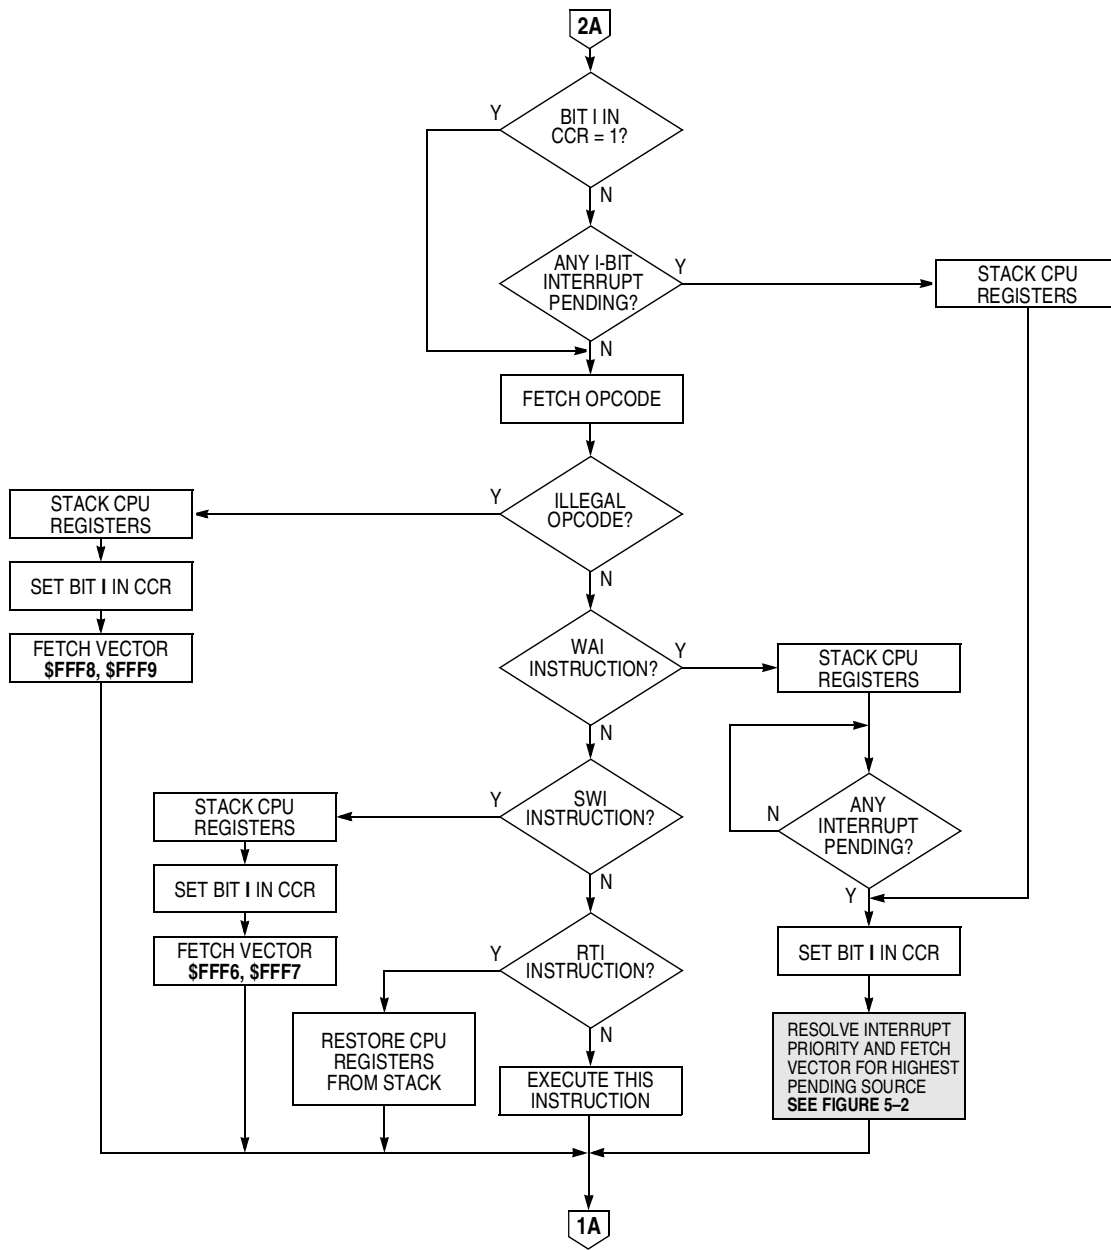 2A
BIT I IN
CCR = 1?
Y
N
ANY I-BIT
INTERRUPT
PENDING?
Y
N
STACK CPU
REGISTERS
FETCH OPCODE
ILLEGAL
OPCODE?
Y
N
STACK CPU
REGISTERS
SET BIT I IN CCR
FETCH VECTOR
$FFF8, $FFF9
WAI
INSTRUCTION?
Y
N
STACK CPU
REGISTERS
ANY
INTERRUPT
PENDING?
N
Y
SWI
INSTRUCTION?
Y
N
STACK CPU
REGISTERS
SET BIT I IN CCR
FETCH VECTOR
$FFF6, $FFF7
RTI
INSTRUCTION?
Y
N
RESTORE CPU
REGISTERS
FROM STACK
EXECUTE THIS
INSTRUCTION
SET BIT I IN CCR
RESOLVE INTERRUPT
PRIORITY AND FETCH
VECTOR FOR HIGHEST
PENDING SOURCE
SEE FIGURE 5–2
1A